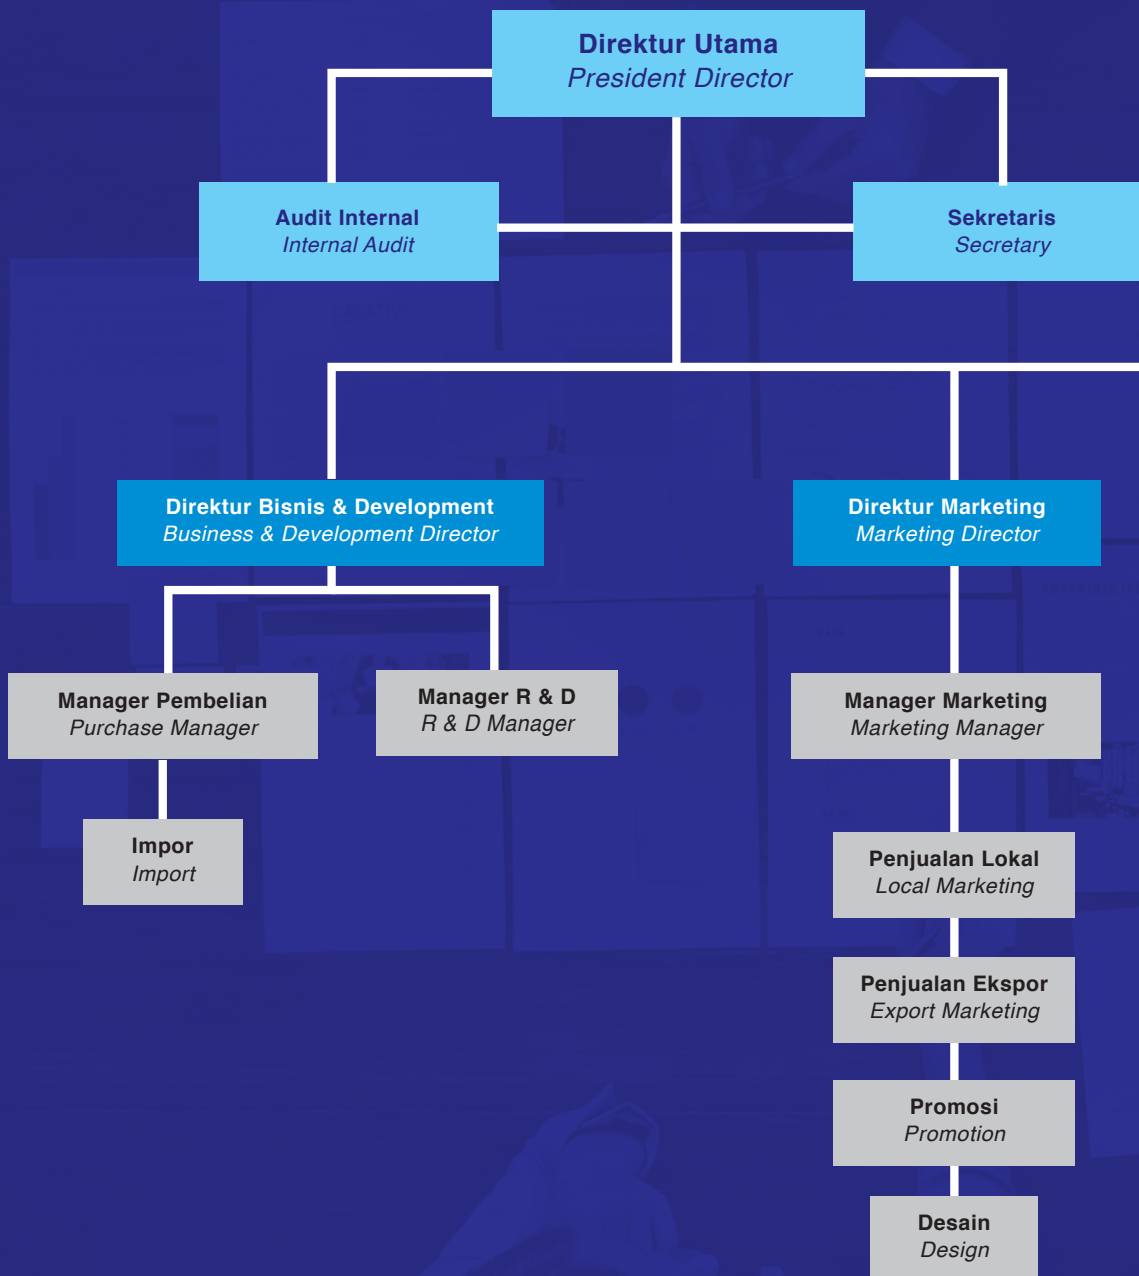 Direktur Utama
President Director
Audit Internal
Internal Audit
Sekretaris
Secretary
Direktur Bisnis & Development
Business & Development Director
Direktur Marketing
Marketing Director
Manager Pembelian
Purchase Manager
Manager R & D
R & D Manager
Manager Marketing
Marketing Manager
Impor
Import
Penjualan Lokal
Local Marketing
Penjualan Ekspor
Export Marketing
Promosi
Promotion
Desain
Design